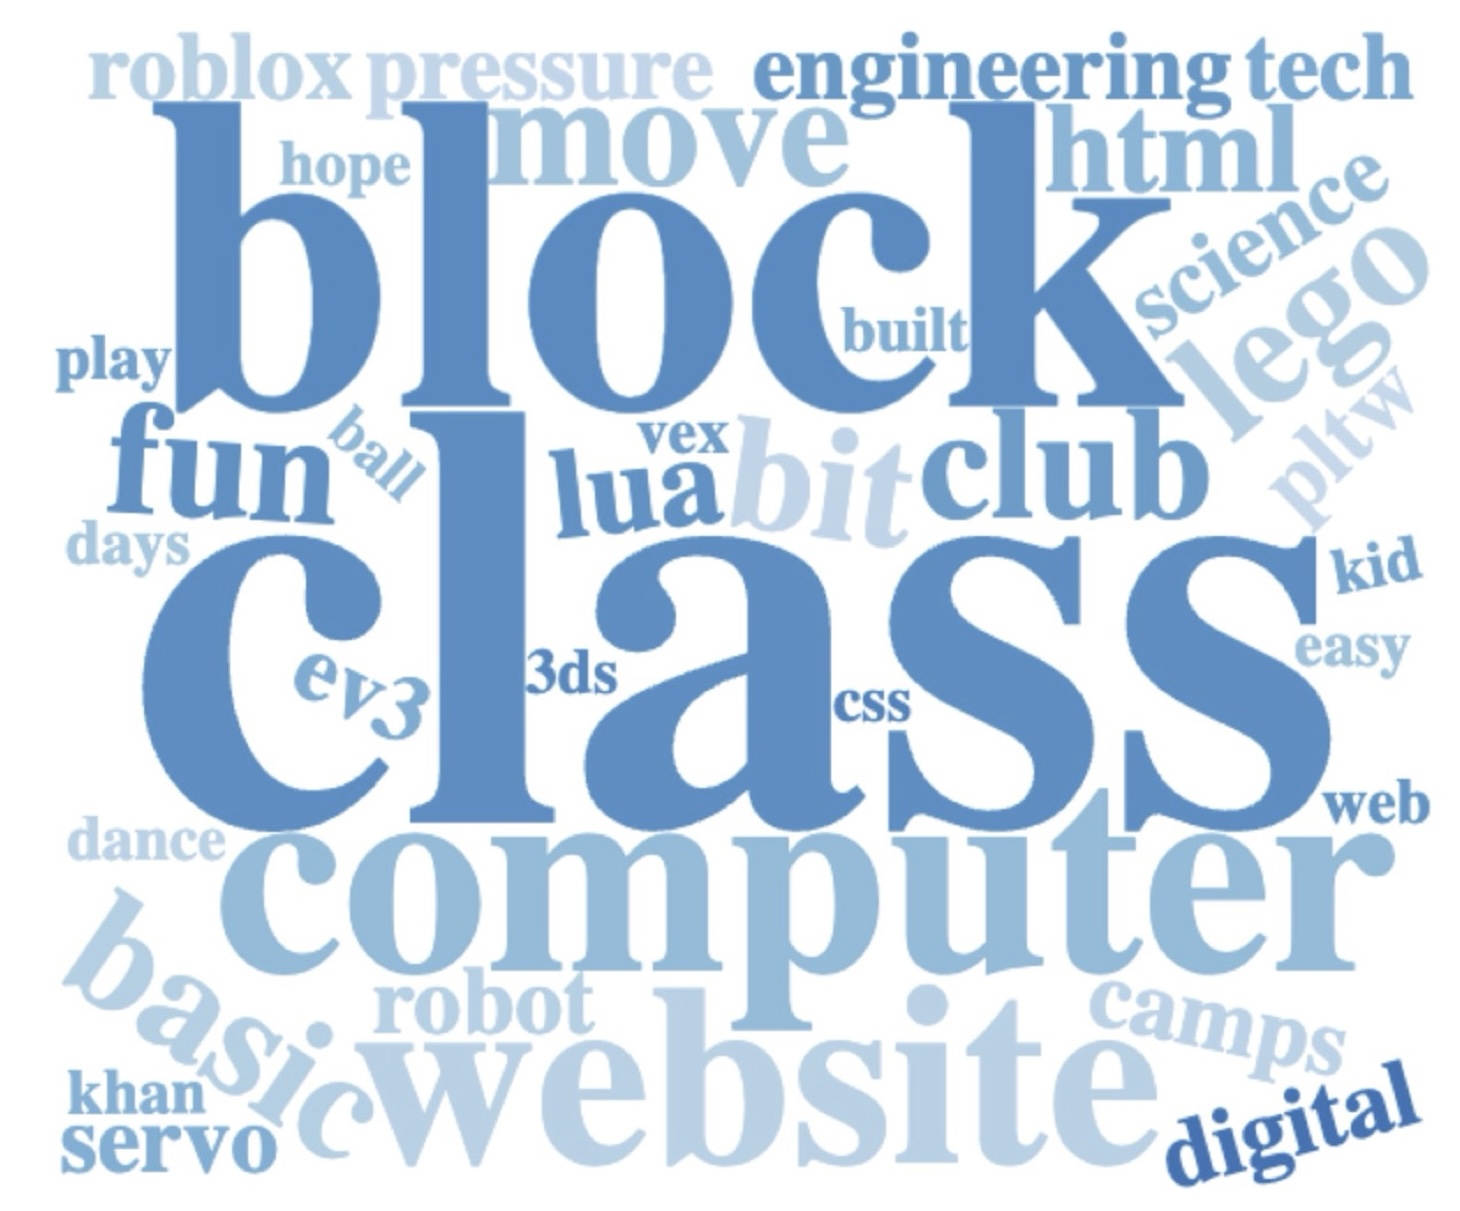 roblox pressure engineering tech
hope move html
block
science
lego
play built
pltw
fun ball vex club
lua bit
days
class
kid
easy
ev3 3ds css
web
dance computer
basic robot camps
website
khan
servo digital